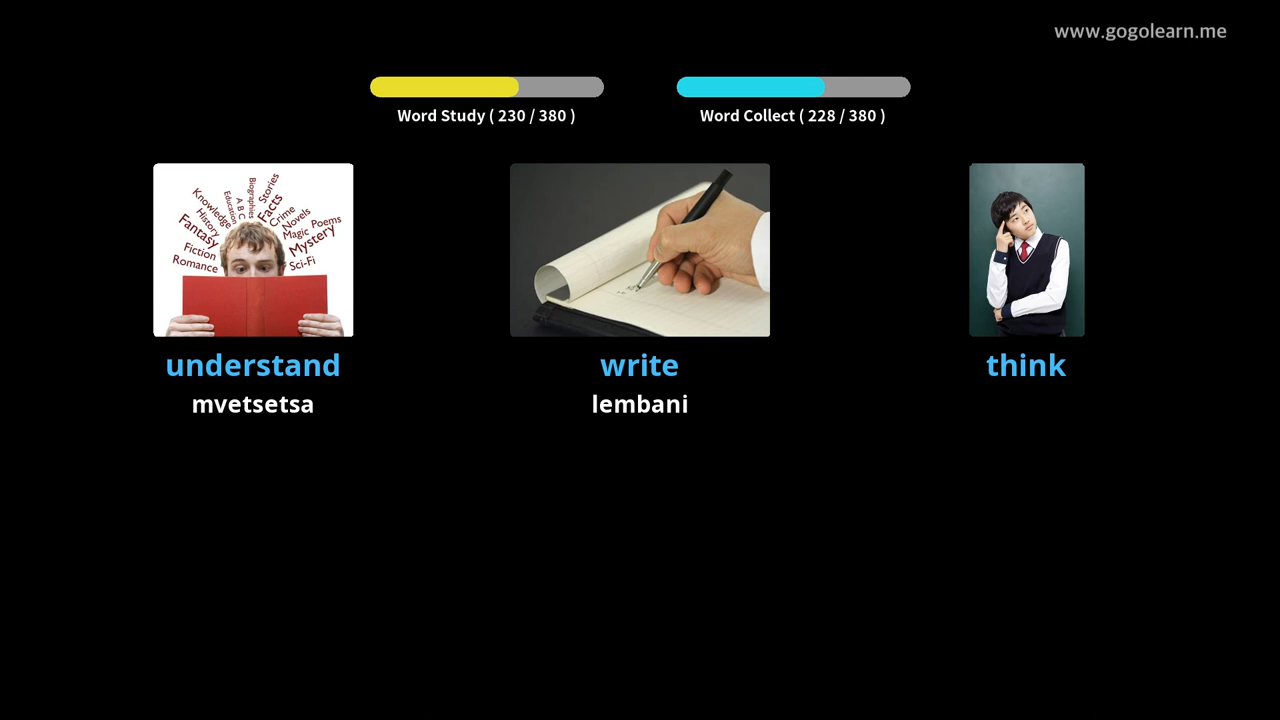 www.gogolearn.me
Word Study ( 230 / 380 )
Word Collect ( 228 / 380 )
Knowledge
History
Fantasy
Fiction
Romance
Education
A B C
Biographies
Stories
Facts
Crime
Novels
Magic
Poems
Mystery
Sci-Fi
understand
write
think
mvetsetsa
lembani